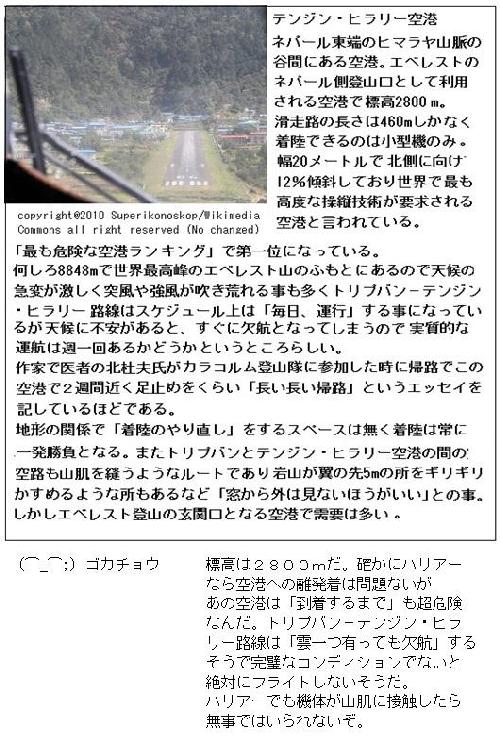 テンジン・ヒラリー空港
ネパール東端のヒマラヤ山脈の
谷間にある空港。エベレストの
ネパール側登山口として利用
される空港で標高2800ｍ。
滑走路の長さは460mしかなく
着陸できるのは小型機のみ。
幅20メートルで北側に向け
12%傾斜しており世界で最も
高度な操縦技術が要求される
空港と言われている。
copyright@2010 Superikonoskop/Wikimedia
Commons all right reserved (No changed)
「最も危険な空港ランキング」で第一位になっている。
何しろ8848mで世界最高峰のエベレスト山のふもとにあるので天候の
急変が激しく突風や強風が吹き荒れる事も多くトリブバンーテンジン
・ヒラリー路線はスケジュール上は「毎日、運行」する事になってい
るが天候に不安があると、すぐに欠航となってしまうので実質的な
運航は週一回あるかどうかというところらしい。
作家で医者の北杜夫氏がカラコルム登山隊に参加した時に帰路でこの
空港で２週間近く足止めをくらい「長い長い帰路」というエッセイを
記しているほどである。
地形の関係で「着陸のやり直し」をするスペースは無く着陸は常に
一発勝負となる。またトリブバンとテンジン・ヒラリー空港の間の
空路も山肌を縫うようなルートであり岩山が翼の先5mの所をギリギリ
かすめるような所もあるなど「窓から外は見ないほうがいい」との事。
しかしエベレスト登山の玄関口となる空港で需要は多い。
（⌒_⌒;）ゴカチョウ
標高は２８００ｍだ。確かにハリアー
なら空港への離発着は問題ないが
あの空港は「到着するまで」も超危険
なんだ。トリブバンーテンジン・ヒラ
リー路線は「雲一つ有っても欠航」する
そうで完璧なコンディションでないと
絶対にフライトしないそうだ。
ハリアーでも機体が山肌に接触したら
無事ではいられないぞ。